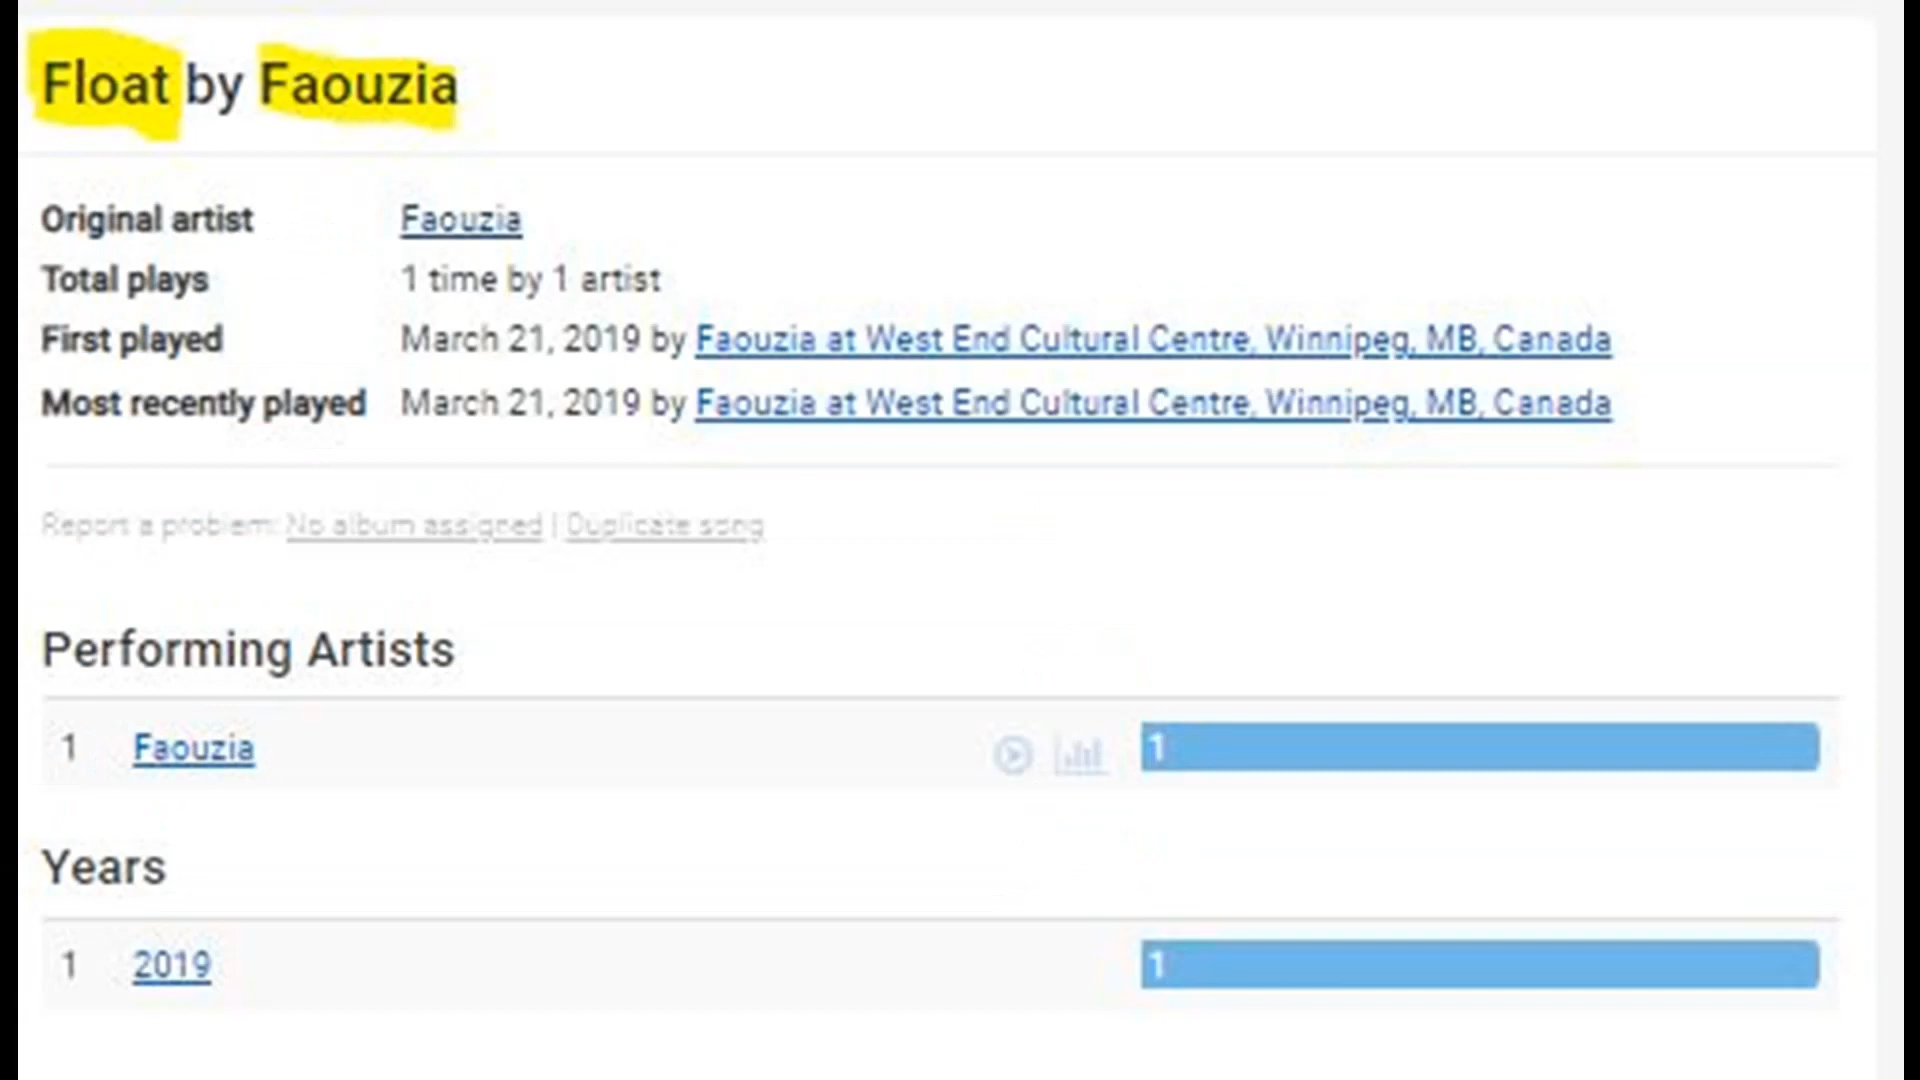 Float by Faouzia
Original artist Faouzia
Total plays 1 time by 1 artist
First played March 21, 2019 by Faouzia at West End Cultural Centre, Winnipeg, MB, Canada
Most recently played March 21, 2019 by Faouzia at West End Cultural Centre, Winnipeg, MB, Canada
Report a problem: No album assigned | Duplicate song
Performing Artists
1 Faouzia 1
Years
1 2019 1